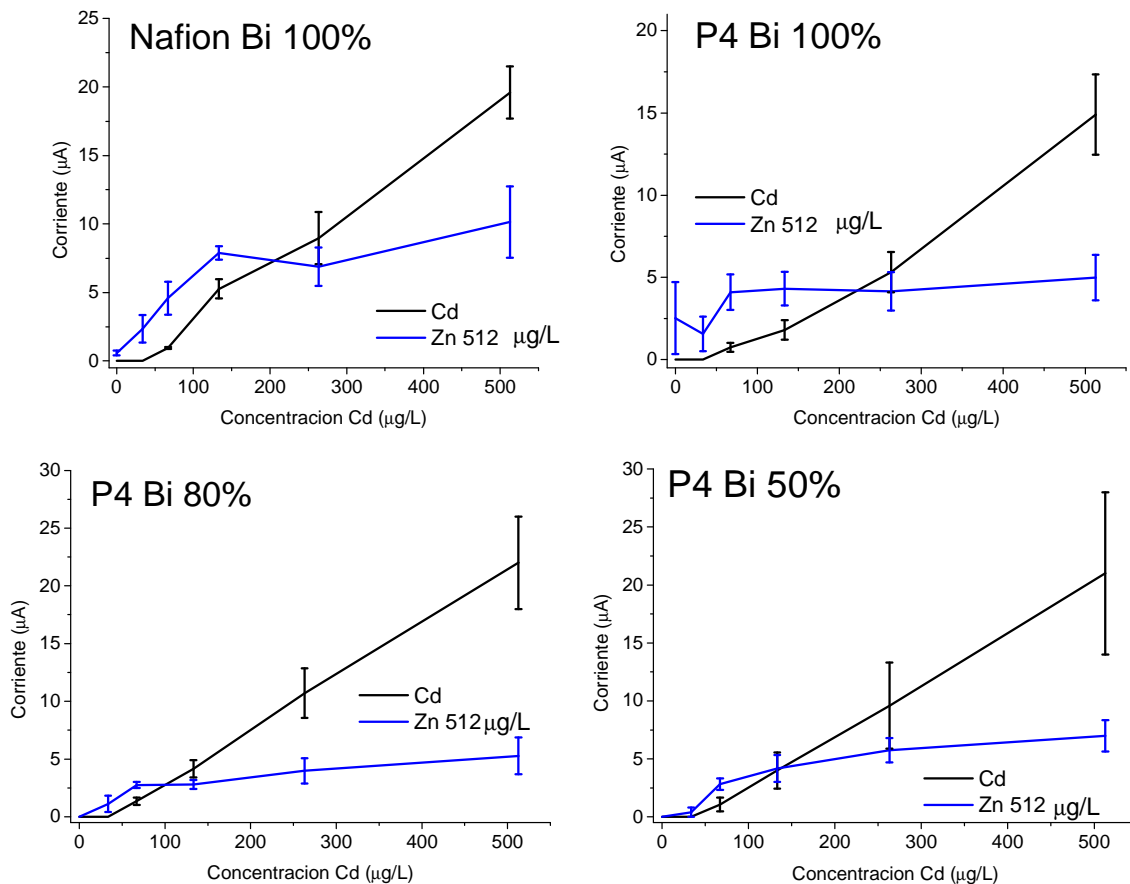 Nafion Bi 100%
25
20
15
10
5
0
Corriente (μA)
Cd
Zn 512 μg/L
0 100 200 300 400 500
Concentracion Cd (μg/L)
P4 Bi 100%
20
15
10
5
0
Corriente (μA)
Cd
Zn 512 μg/L
0 100 200 300 400 500
Concentracion Cd (μg/L)
P4 Bi 80%
30
25
20
15
10
5
0
Corriente (μA)
Cd
Zn 512 μg/L
0 100 200 300 400 500
Concentracion Cd (μg/L)
P4 Bi 50%
30
25
20
15
10
5
0
Corriente (μA)
Cd
Zn 512 μg/L
0 100 200 300 400 500
Concentracion Cd (μg/L)